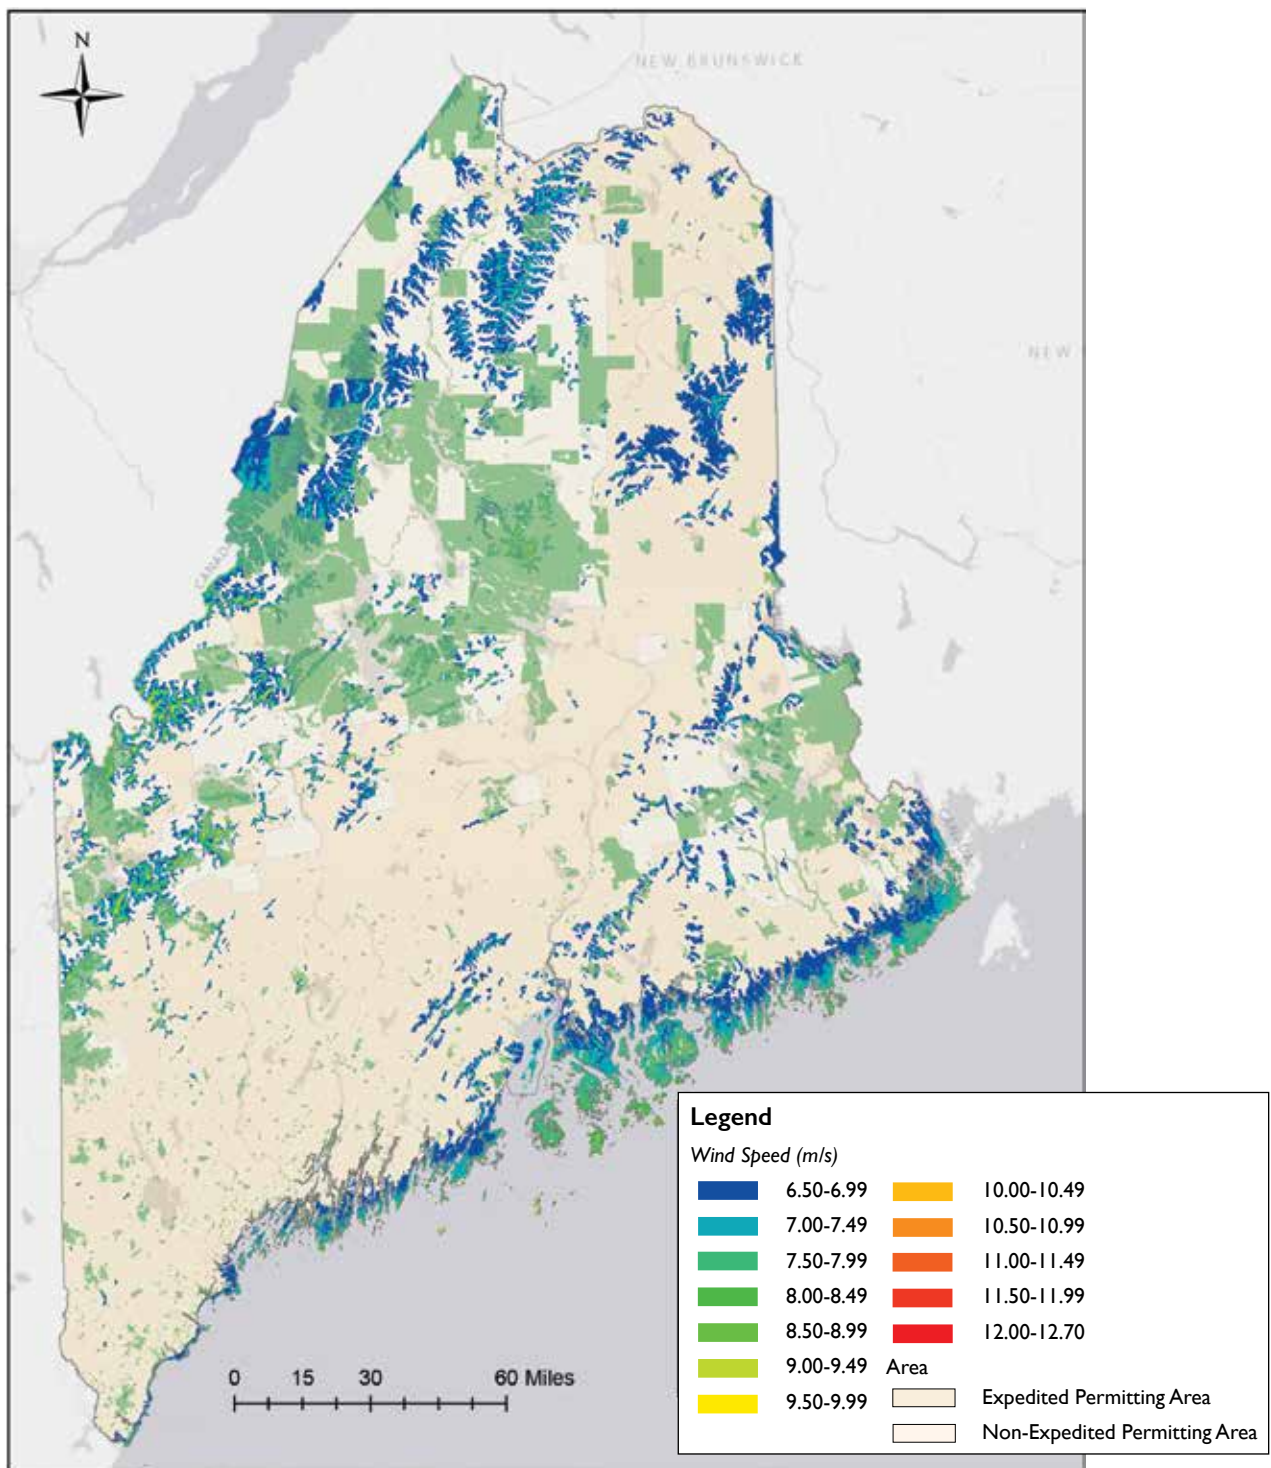 N
NEW BRUNSWICK
NEW
CANAD
0 15 30 60 Miles
Legend
Wind Speed (m/s)
6.50-6.99
7.00-7.49
7.50-7.99
8.00-8.49
8.50-8.99
9.00-9.49
9.50-9.99
10.00-10.49
10.50-10.99
11.00-11.49
11.50-11.99
12.00-12.70
Area
Expedited Permitting Area
Non-Expedited Permitting Area